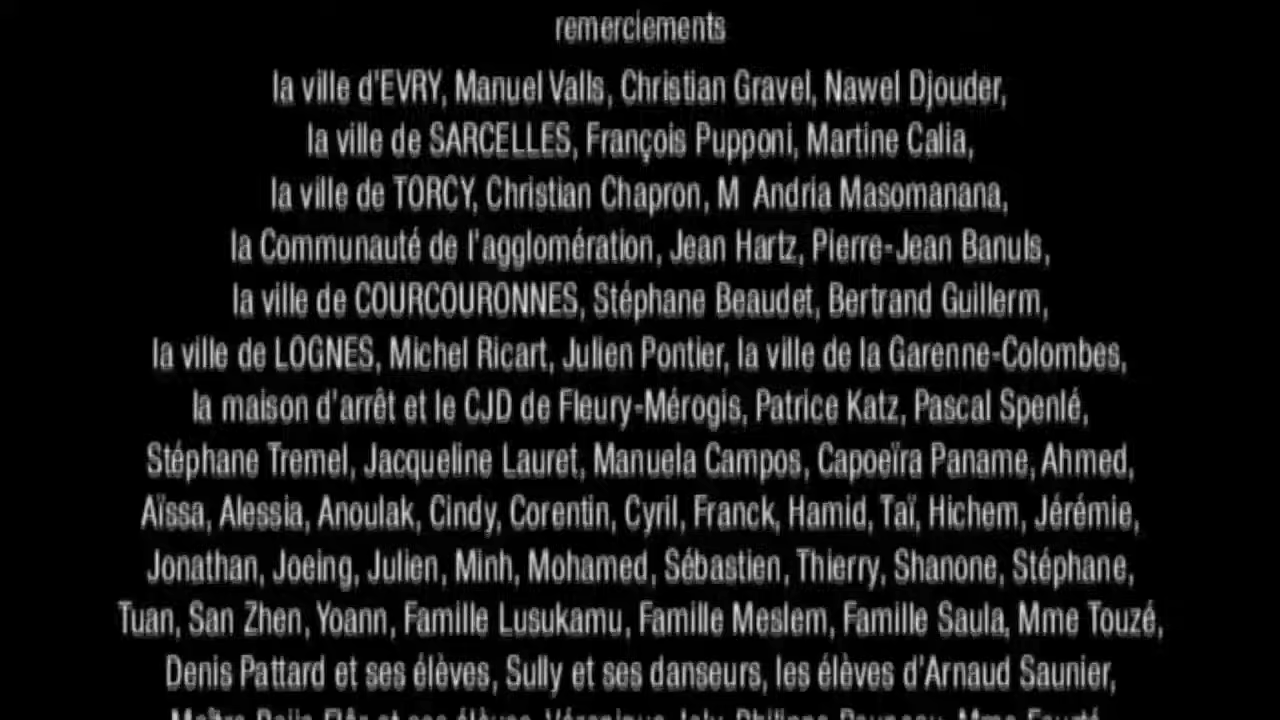 remerciements
la ville d'EVRY, Manuel Valls, Christian Gravel, Nawel Djouder,
la ville de SARCELLES, François Pupponi, Martine Calia,
la ville de TORCY, Christian Chapron, M Andria Masomanana,
la Communauté de l'agglomération, Jean Hartz, Pierre-Jean Banuls,
la ville de COURCOURONNES, Stéphane Beaudet, Bertrand Guillerm,
la ville de LOGNES, Michel Ricart, Julien Pontier, la ville de la Garenne-Colombes,
la maison d'arrêt et le CJD de Fleury-Mérogis, Patrice Katz, Pascal Spenlé,
Stéphane Tremel, Jacqueline Lauret, Manuela Campos, Capoeïra Paname, Ahmed,
Aïssa, Alessia, Anoulak, Cindy, Corentin, Cyril, Franck, Hamid, Taï, Hichem, Jérémie,
Jonathan, Joeing, Julien, Minh, Mohamed, Sébastien, Thierry, Shanone, Stéphane,
Tuan, San Zhen, Yoann, Famille Lusukamu, Famille Meslem, Famille Saula, Mme Touzé,
Denis Pattard et ses élèves, Sully et ses danseurs, les élèves d'Arnaud Saunier,
et ses élèves, Véronique Philippe Mme